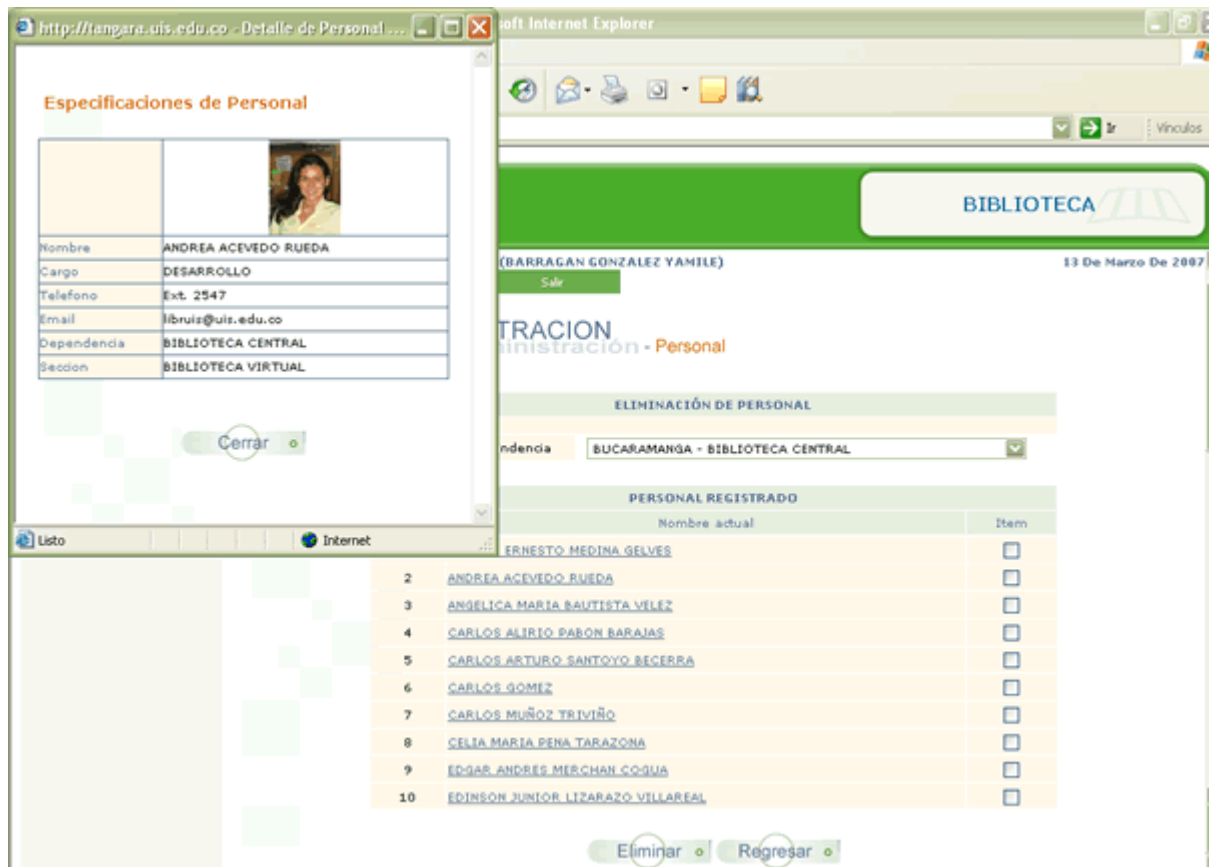 http://tangara.uis.edu.co - Detalle de Personal ...
Especificaciones de Personal
Nombre ANDREA ACEVEDO RUEDA
Cargo DESARROLLO
Telefono Ext. 2547
Email libruis@uis.edu.co
Dependencia BIBLIOTECA CENTRAL
Seccion BIBLIOTECA VIRTUAL
Cerrar
Listo Internet
soft Internet Explorer
Ir Vínculos
BIBLIOTECA
(BARRAGAN GONZALEZ YAMILE) 13 De Marzo De 2007
Salir
TRACION
ministración - Personal
ELIMINACIÓN DE PERSONAL
ndencia BUCARAMANGA - BIBLIOTECA CENTRAL
PERSONAL REGISTRADO
Nombre actual Item
ERNESTO MEDINA GELVES
2 ANDREA ACEVEDO RUEDA
3 ANGELICA MARIA BAUTISTA VELEZ
4 CARLOS ALIRIO PABON BARAJAS
5 CARLOS ARTURO SANTOYO BECERRA
6 CARLOS GOMEZ
7 CARLOS MUÑOZ TRIVIÑO
8 CELIA MARIA PENA TARAZONA
9 EDGAR ANDRES MERCHAN COGUA
10 EDINSON JUNIOR LIZARAZO VILLAREAL
Eliminar Regresar